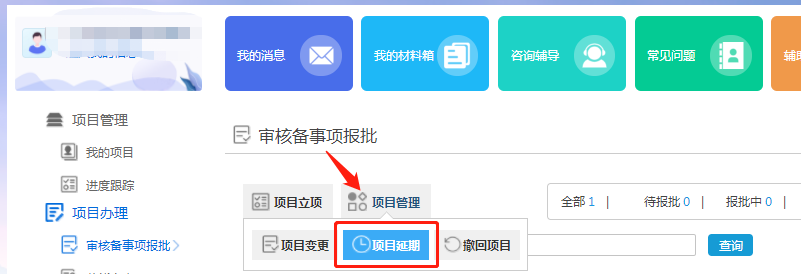 我的消息
我的材料箱
咨询辅导
常见问题
项目管理
我的项目
进度跟踪
项目办理
审核备事项报批
审核备事项报批
项目立项
项目管理
全部 1 | 待报批 0 | 报批中 0 |
项目变更
项目延期
撤回项目
查询